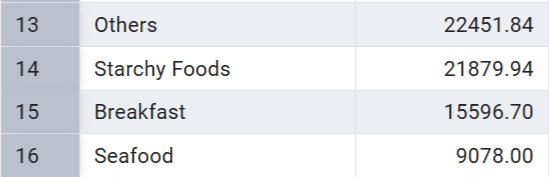 13 Others 22451.84
14 Starchy Foods 21879.94
15 Breakfast 15596.70
16 Seafood 9078.00